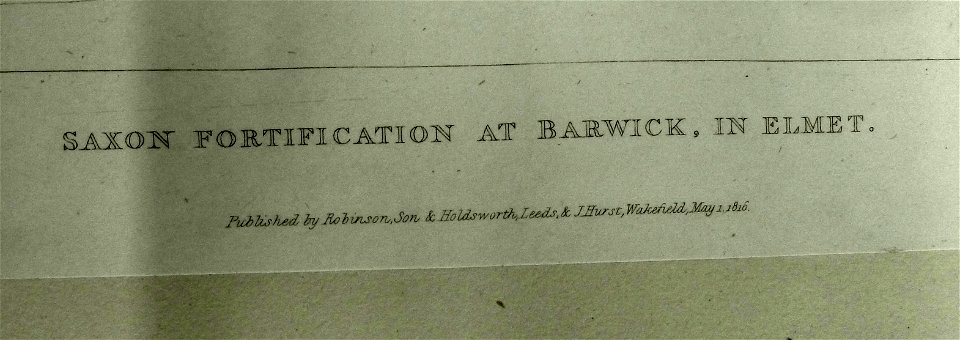 SAXON FORTIFICATION AT BARWICK, IN ELMET.
Published by Robinson, Son & Holdsworth, Leeds, & J. Hurst, Wakefield, May 1. 1816.